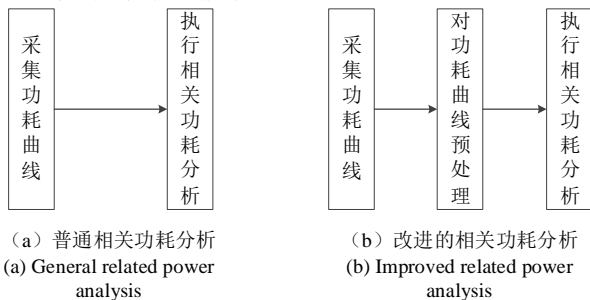 采集功耗曲线
执行相关功耗分析
采集功耗曲线
对功耗曲线预处理
执行相关功耗分析
（a）普通相关功耗分析
(a) General related power
analysis
（b）改进的相关功耗分析
(b) Improved related power
analysis